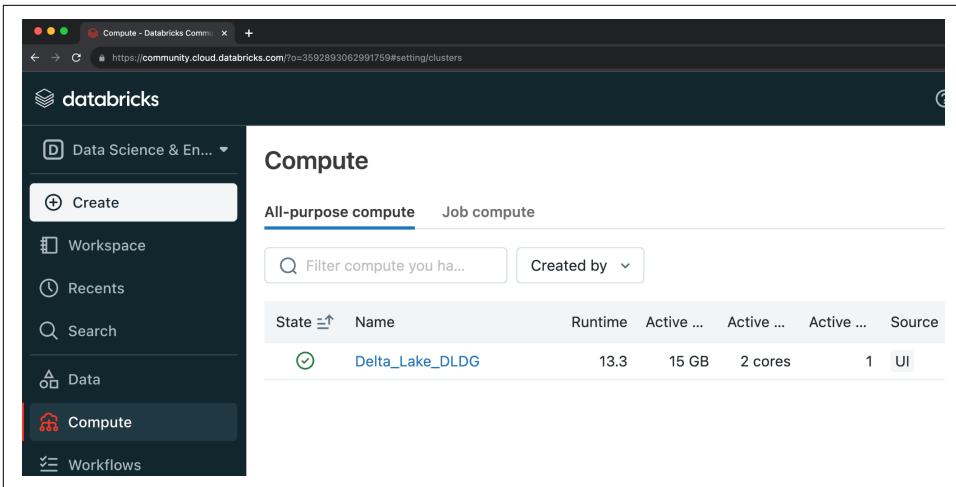 Compute - Databricks Commu
https://community.cloud.databricks.com/?o=3592893062991759#setting/clusters
databricks
D Data Science & En...
Create
Workspace
Recents
Search
Data
Compute
Workflows
Compute
All-purpose compute Job compute
Filter compute you ha... Created by
State Name Runtime Active ... Active ... Active ... Source
Delta_Lake_DLDG 13.3 15 GB 2 cores 1 UI